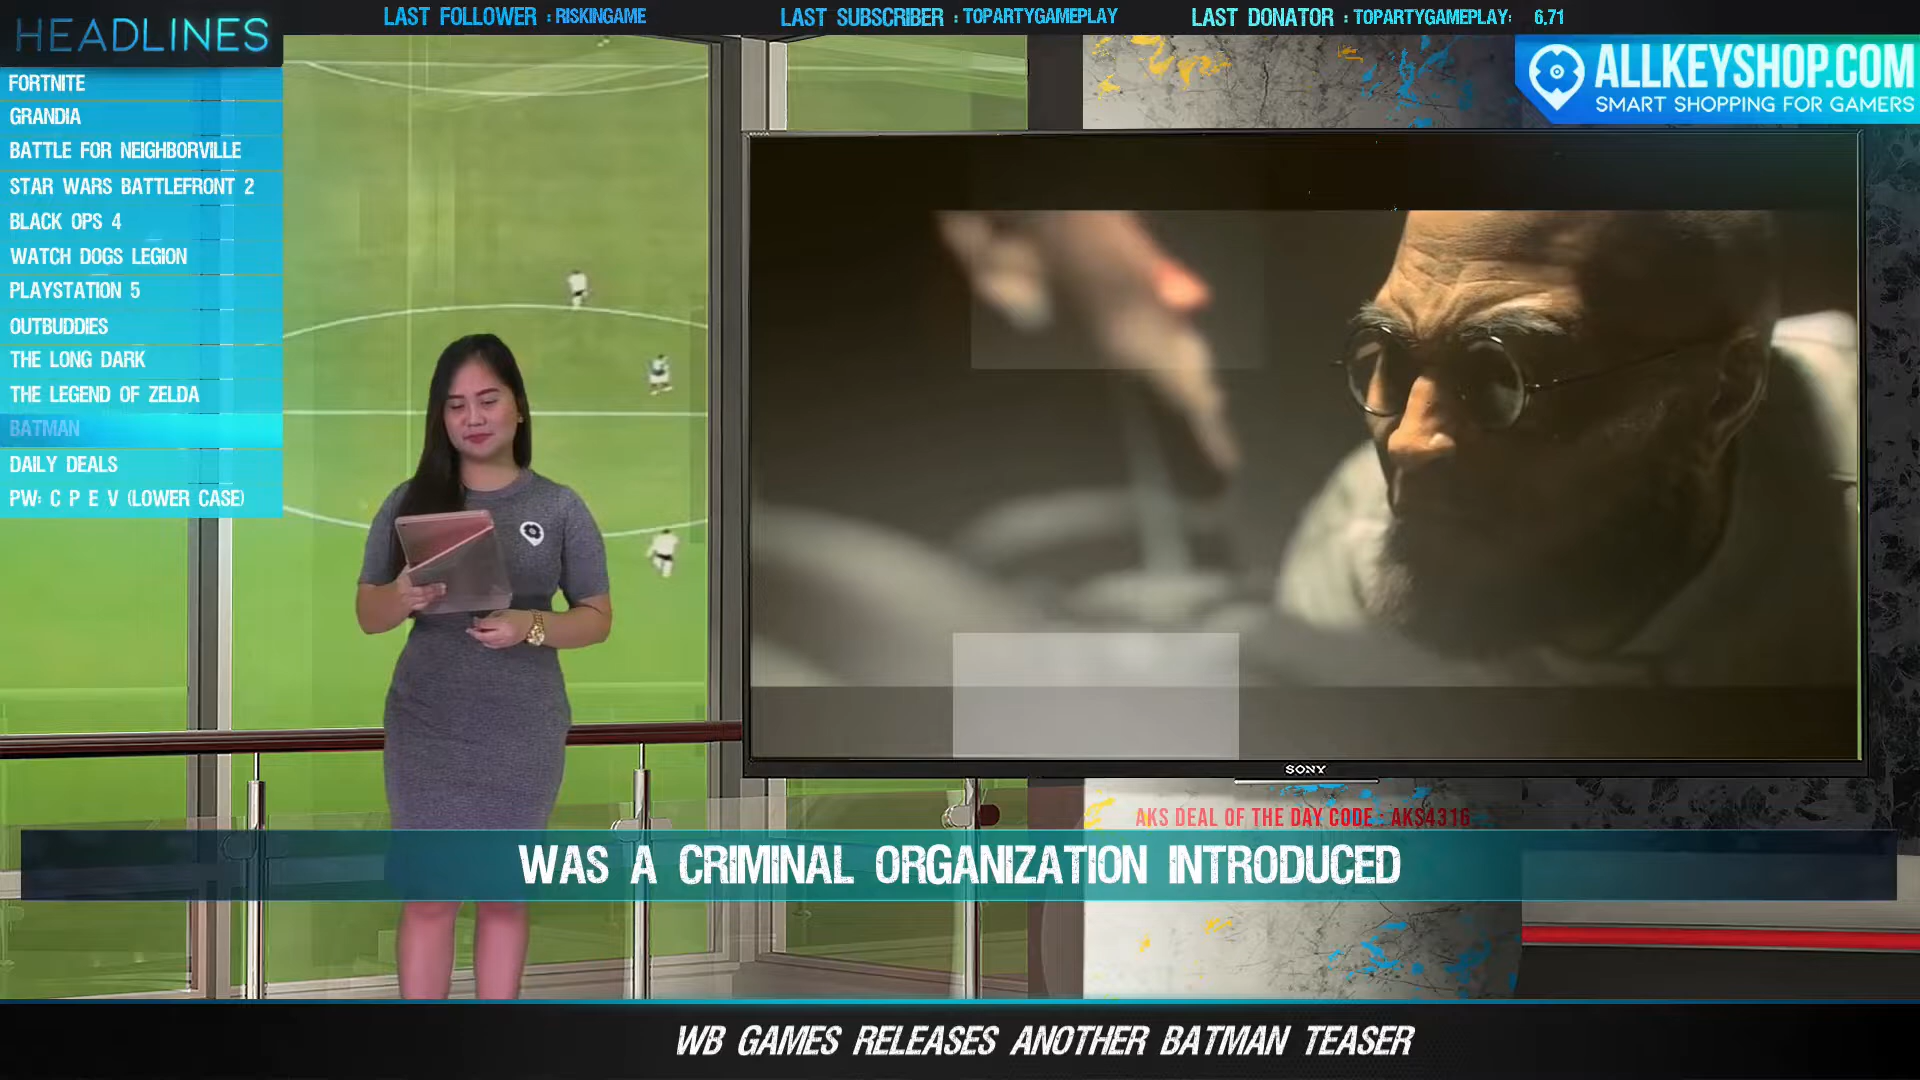 HEADLINES
LAST FOLLOWER : RISKINGAME
LAST SUBSCRIBER : TOPARTYGAMEPLAY
LAST DONATOR : TOPARTYGAMEPLAY: 6,71
ALLKEYSHOP.COM
SMART SHOPPING FOR GAMERS
FORTNITE
GRANDIA
BATTLE FOR NEIGHBORVILLE
STAR WARS BATTLEFRONT 2
BLACK OPS 4
WATCH DOGS LEGION
PLAYSTATION 5
OUTBUDDIES
THE LONG DARK
THE LEGEND OF ZELDA
BATMAN
DAILY DEALS
PW: C P E V (LOWER CASE)
SONY
AKS DEAL OF THE DAY CODE : AKS4316
WAS A CRIMINAL ORGANIZATION INTRODUCED
WB GAMES RELEASES ANOTHER BATMAN TEASER